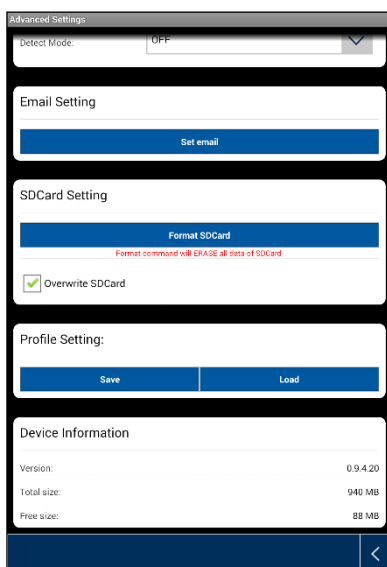 Advanced Settings
Detect Mode: OFF
Email Setting
Set email
SDCard Setting
Format SDCard
Format command will ERASE all data of SDCard
Overwrite SDCard
Profile Setting:
Save Load
Device Information
Version: 0.9.4.20
Total size: 940 MB
Free size: 88 MB